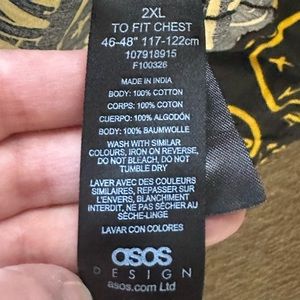 2XL
TO FIT CHEST
46-48" 117-122cm
107918915
F100326
MADE IN INDIA
BODY: 100% COTTON
CORPS: 100% COTON
CUERPO: 100% ALGODÓN
BODY: 100% BAUMWOLLE
WASH WITH SIMILAR
COLOURS, IRON ON REVERSE,
DO NOT BLEACH, DO NOT
TUMBLE DRY
LAVER AVEC DES COULEURS
SIMILAIRES, REPASSER SUR
L'ENVERS, BLANCHIMENT
INTERDIT, NE PAS SÉCHER AU
SÈCHE-LINGE
LAVAR CON COLORES
asos
DESIGN
asos.com Ltd